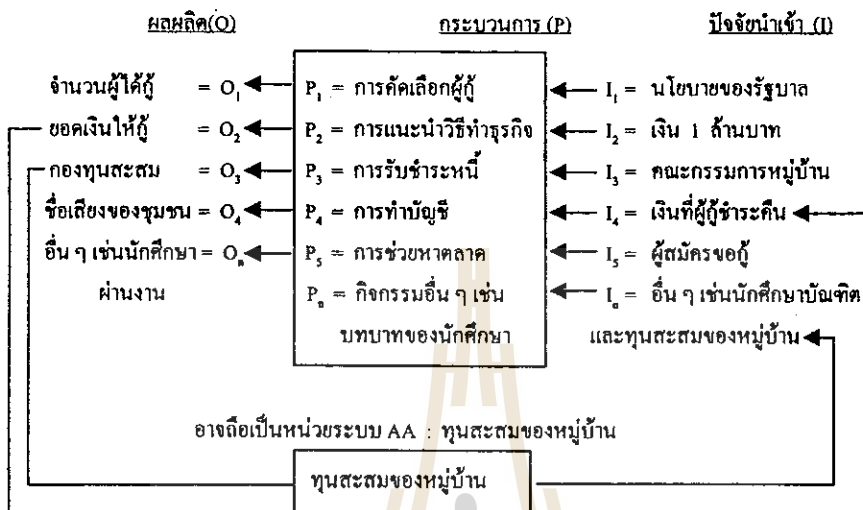 ผลผลิต(O) กระบวนการ (P) ปัจจัยนำเข้า (I)
จำนวนผู้ได้กู้ = O₁ P₁ = การคัดเลือกผู้กู้ I₁ = นโยบายของรัฐบาล
ยอดเงินให้กู้ = O₂ P₂ = การแนะนำวิธีทำธุรกิจ I₂ = เงิน 1 ล้านบาท
กองทุนสะสม = O₃ P₃ = การรับชำระหนี้ I₃ = คณะกรรมการหมู่บ้าน
ชื่อเสียงของชุมชน = O₄ P₄ = การทำบัญชี I₄ = เงินที่ผู้กู้ชำระคืน
อื่น ๆ เช่นนักศึกษา = Oₙ P₅ = การช่วยหาตลาด I₅ = ผู้สมัครขอกู้
ผ่านงาน Pₙ = กิจกรรมอื่น ๆ เช่น Iₙ = อื่น ๆ เช่นนักศึกษาบัณฑิต
บทบาทของนักศึกษา และทุนสะสมของหมู่บ้าน
อาจถือเป็นหน่วยระบบ AA : ทุนสะสมของหมู่บ้าน
ทุนสะสมของหมู่บ้าน